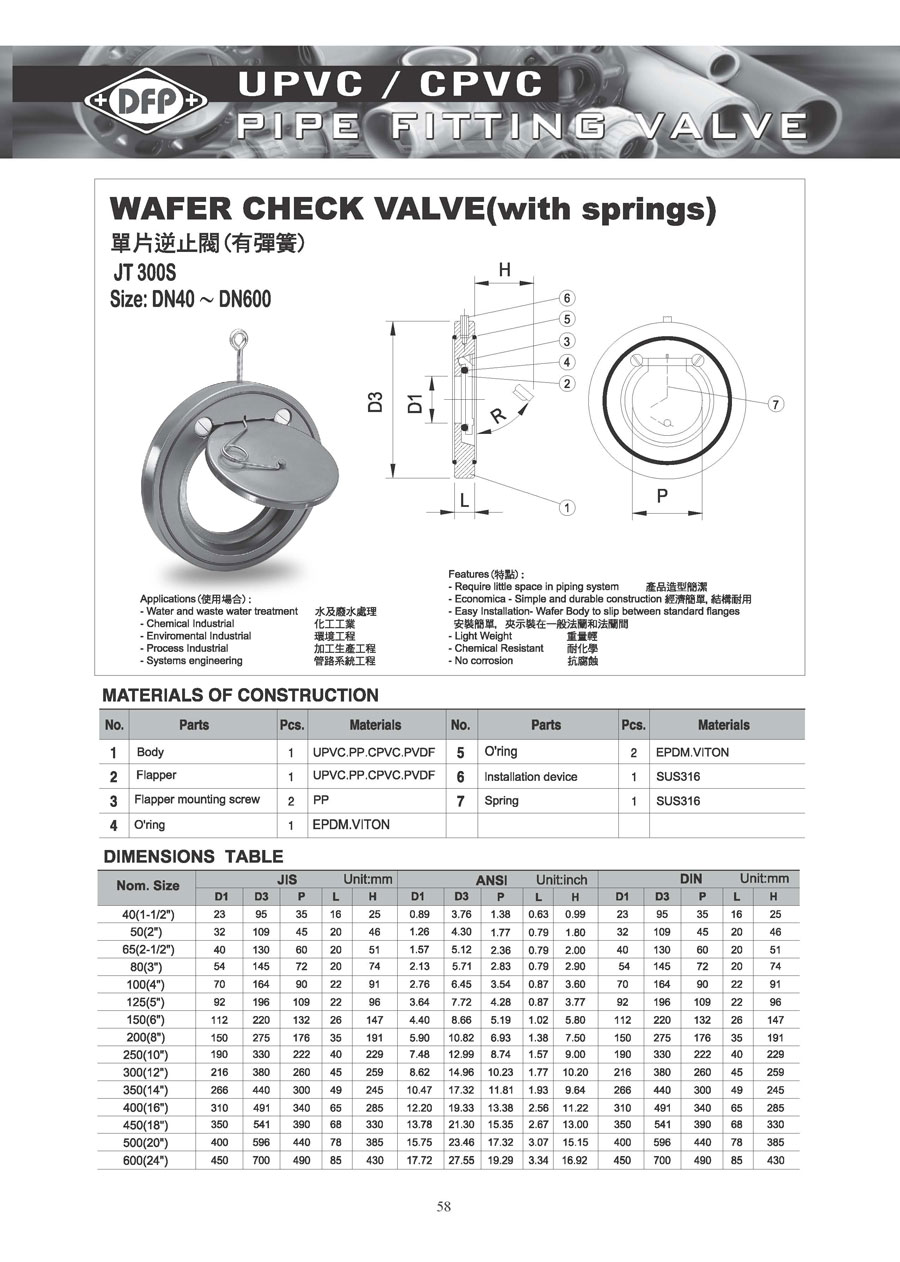 DFP
UPVC / CPVC
PIPE FITTING VALVE
WAFER CHECK VALVE(with springs)
單片逆止閥(有彈簧)
JT 300S
Size: DN40 ~ DN600
H
6
5
3
4
2
D3
D1
R
7
L
1
P
Applications(使用場合):
- Water and waste water treatment 水及廢水處理
- Chemical Industrial 化工工業
- Enviromental Industrial 環境工程
- Process Industrial 加工生產工程
- Systems engineering 管路系統工程
Features(特點):
- Require little space in piping system 產品造型簡潔
- Economica - Simple and durable construction 經濟簡單, 結構耐用
- Easy Installation- Wafer Body to slip between standard flanges
安裝簡單, 夾示裝在一般法蘭和法蘭間
- Light Weight 重量輕
- Chemical Resistant 耐化學
- No corrosion 抗腐蝕
MATERIALS OF CONSTRUCTION
No. Parts Pcs. Materials No. Parts Pcs. Materials
1 Body 1 UPVC.PP.CPVC.PVDF 5 O'ring 2 EPDM.VITON
2 Flapper 1 UPVC.PP.CPVC.PVDF 6 Installation device 1 SUS316
3 Flapper mounting screw 2 PP 7 Spring 1 SUS316
4 O'ring 1 EPDM.VITON
DIMENSIONS TABLE
Nom. Size JIS Unit:mm ANSI Unit:inch DIN Unit:mm
D1 D3 P L H D1 D3 P L H D1 D3 P L H
40(1-1/2") 23 95 35 16 25 0.89 3.76 1.38 0.63 0.99 23 95 35 16 25
50(2") 32 109 45 20 46 1.26 4.30 1.77 0.79 1.80 32 109 45 20 46
65(2-1/2") 40 130 60 20 51 1.57 5.12 2.36 0.79 2.00 40 130 60 20 51
80(3") 54 145 72 20 74 2.13 5.71 2.83 0.79 2.90 54 145 72 20 74
100(4") 70 164 90 22 91 2.76 6.45 3.54 0.87 3.60 70 164 90 22 91
125(5") 92 196 109 22 96 3.64 7.72 4.28 0.87 3.77 92 196 109 22 96
150(6") 112 220 132 26 147 4.40 8.66 5.19 1.02 5.80 112 220 132 26 147
200(8") 150 275 176 35 191 5.90 10.82 6.93 1.38 7.50 150 275 176 35 191
250(10") 190 330 222 40 229 7.48 12.99 8.74 1.57 9.00 190 330 222 40 229
300(12") 216 380 260 45 259 8.62 14.96 10.23 1.77 10.20 216 380 260 45 259
350(14") 266 440 300 49 245 10.47 17.32 11.81 1.93 9.64 266 440 300 49 245
400(16") 310 491 340 65 285 12.20 19.33 13.38 2.56 11.22 310 491 340 65 285
450(18") 350 541 390 68 330 13.78 21.30 15.35 2.67 13.00 350 541 390 68 330
500(20") 400 596 440 78 385 15.75 23.46 17.32 3.07 15.15 400 596 440 78 385
600(24") 450 700 490 85 430 17.72 27.55 19.29 3.34 16.92 450 700 490 85 430
58